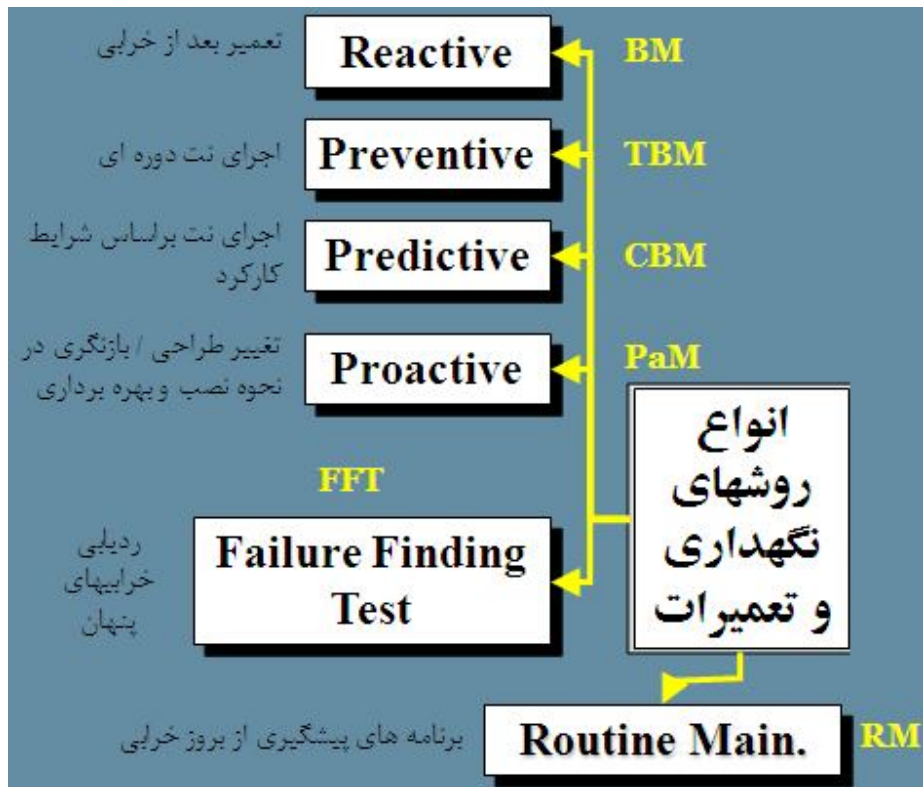 تعمیر بعد از خرابی
Reactive
BM
اجرای نت دوره ای
Preventive
TBM
اجرای نت براساس شرایط
کارکرد
Predictive
CBM
تغییر طراحی / بازنگری در
نحوه نصب و بهره برداری
Proactive
PaM
انواع
روشهای
نگهداری
و تعمیرات
FFT
ردیابی
خرابیهای
پنهان
Failure Finding
Test
برنامه های پیشگیری از بروز خرابی
Routine Main.
RM